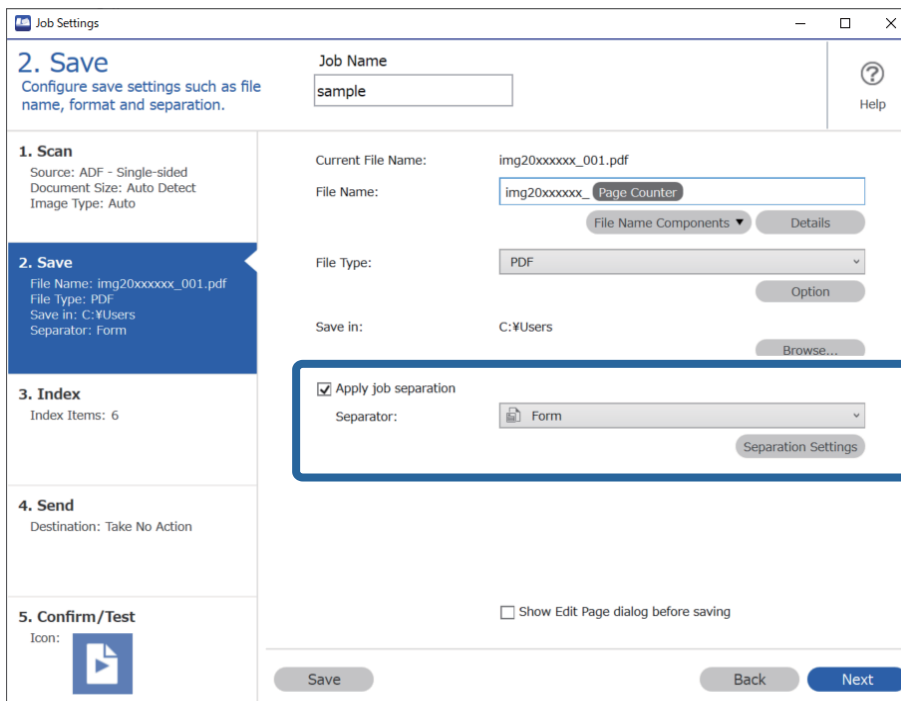 Job Settings
2. Save
Configure save settings such as file
name, format and separation.
Job Name
sample
Help
1. Scan
Source: ADF - Single-sided
Document Size: Auto Detect
Image Type: Auto
2. Save
File Name: img20xxxxxx_001.pdf
File Type: PDF
Save in: C:¥Users
Separator: Form
3. Index
Index Items: 6
4. Send
Destination: Take No Action
5. Confirm/Test
Icon:
Current File Name: img20xxxxxx_001.pdf
File Name: img20xxxxxx_ Page Counter
File Name Components ▼ Details
File Type: PDF
Option
Save in: C:¥Users
Browse...
Apply job separation
Separator: Form
Separation Settings
Show Edit Page dialog before saving
Save Back Next